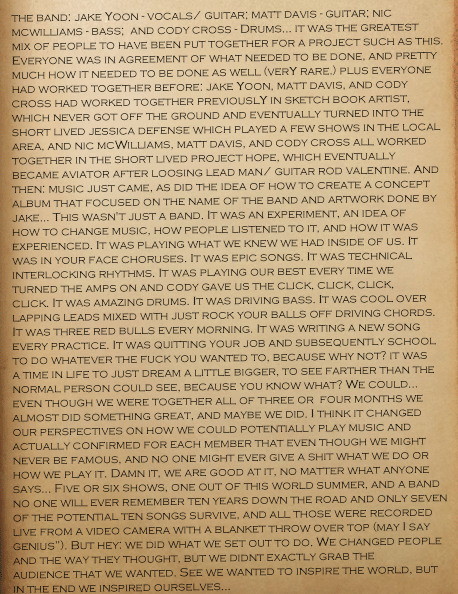 THE BAND: JAKE YOON - VOCALS/ GUITAR; MATT DAVIS - GUITAR; NIC
MCWILLIAMS - BASS; AND CODY CROSS - DRUMS... IT WAS THE GREATEST
MIX OF PEOPLE TO HAVE BEEN PUT TOGETHER FOR A PROJECT SUCH AS THIS.
EVERYONE WAS IN AGREEMENT OF WHAT NEEDED TO BE DONE, AND PRETTY
MUCH HOW IT NEEDED TO BE DONE AS WELL (VERY RARE.) PLUS EVERYONE
HAD WORKED TOGETHER BEFORE: JAKE YOON, MATT DAVIS, AND CODY
CROSS HAD WORKED TOGETHER PREVIOUSLY IN SKETCH BOOK ARTIST,
WHICH NEVER GOT OFF THE GROUND AND EVENTUALLY TURNED INTO THE
SHORT LIVED JESSICA DEFENSE WHICH PLAYED A FEW SHOWS IN THE LOCAL
AREA, AND NIC MCWILLIAMS, MATT DAVIS, AND CODY CROSS ALL WORKED
TOGETHER IN THE SHORT LIVED PROJECT HOPE, WHICH EVENTUALLY
BECAME AVIATOR AFTER LOOSING LEAD MAN/ GUITAR ROD VALENTINE. AND
THEN: MUSIC JUST CAME, AS DID THE IDEA OF HOW TO CREATE A CONCEPT
ALBUM THAT FOCUSED ON THE NAME OF THE BAND AND ARTWORK DONE BY
JAKE... THIS WASN'T JUST A BAND. IT WAS AN EXPERIMENT, AN IDEA OF
HOW TO CHANGE MUSIC, HOW PEOPLE LISTENED TO IT, AND HOW IT WAS
EXPERIENCED. IT WAS PLAYING WHAT WE KNEW WE HAD INSIDE OF US. IT
WAS IN YOUR FACE CHORUSES. IT WAS EPIC SONGS. IT WAS TECHNICAL
INTERLOCKING RHYTHMS. IT WAS PLAYING OUR BEST EVERY TIME WE
TURNED THE AMPS ON AND CODY GAVE US THE CLICK, CLICK, CLICK,
CLICK. IT WAS AMAZING DRUMS. IT WAS DRIVING BASS. IT WAS COOL OVER
LAPPING LEADS MIXED WITH JUST ROCK YOUR BALLS OFF DRIVING CHORDS.
IT WAS THREE RED BULLS EVERY MORNING. IT WAS WRITING A NEW SONG
EVERY PRACTICE. IT WAS QUITTING YOUR JOB AND SUBSEQUENTLY SCHOOL
TO DO WHATEVER THE FUCK YOU WANTED TO, BECAUSE WHY NOT? IT WAS
A TIME IN LIFE TO JUST DREAM A LITTLE BIGGER, TO SEE FARTHER THAN THE
NORMAL PERSON COULD SEE, BECAUSE YOU KNOW WHAT? WE COULD...
EVEN THOUGH WE WERE TOGETHER ALL OF THREE OR FOUR MONTHS WE
ALMOST DID SOMETHING GREAT, AND MAYBE WE DID. I THINK IT CHANGED
OUR PERSPECTIVES ON HOW WE COULD POTENTIALLY PLAY MUSIC AND
ACTUALLY CONFIRMED FOR EACH MEMBER THAT EVEN THOUGH WE MIGHT
NEVER BE FAMOUS, AND NO ONE MIGHT EVER GIVE A SHIT WHAT WE DO OR
HOW WE PLAY IT. DAMN IT, WE ARE GOOD AT IT, NO MATTER WHAT ANYONE
SAYS... FIVE OR SIX SHOWS, ONE OUT OF THIS WORLD SUMMER, AND A BAND
NO ONE WILL EVER REMEMBER TEN YEARS DOWN THE ROAD AND ONLY SEVEN
OF THE POTENTIAL TEN SONGS SURVIVE, AND ALL THOSE WERE RECORDED
LIVE FROM A VIDEO CAMERA WITH A BLANKET THROW OVER TOP (MAY I SAY
GENIUS"). BUT HEY: WE DID WHAT WE SET OUT TO DO. WE CHANGED PEOPLE
AND THE WAY THEY THOUGHT, BUT WE DIDNT EXACTLY GRAB THE
AUDIENCE THAT WE WANTED. SEE WE WANTED TO INSPIRE THE WORLD, BUT
IN THE END WE INSPIRED OURSELVES...